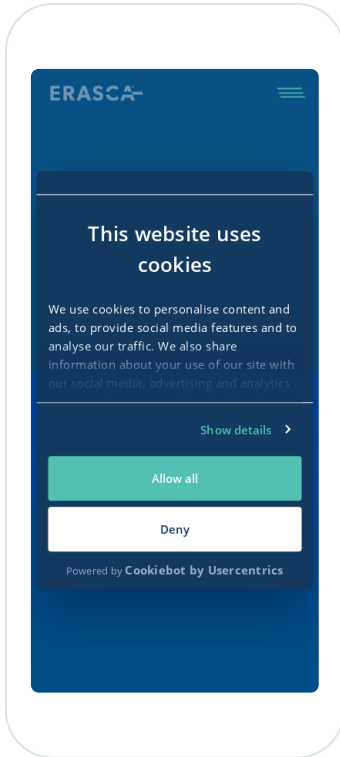 ERASCA
This website uses
cookies
We use cookies to personalise content and
ads, to provide social media features and to
analyse our traffic. We also share
information about your use of our site with
our social media, advertising and analytics
Show details
Allow all
Deny
Powered by Cookiebot by Usercentrics